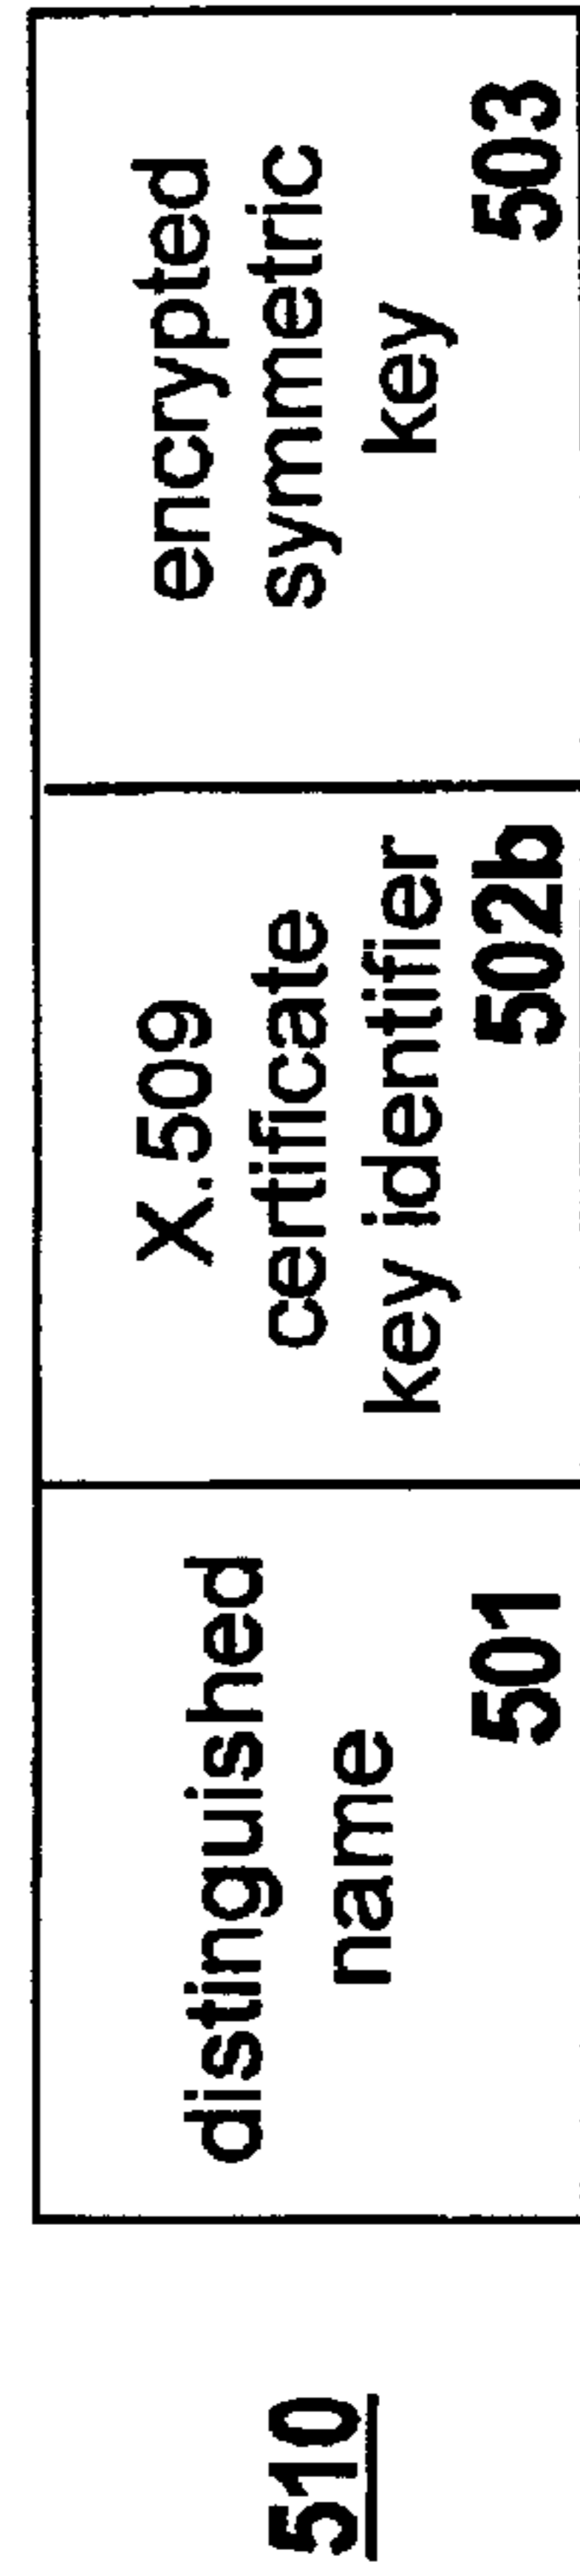 510
distinguished
name
501
X.509
certificate
key identifier
502b
encrypted
symmetric
key
503